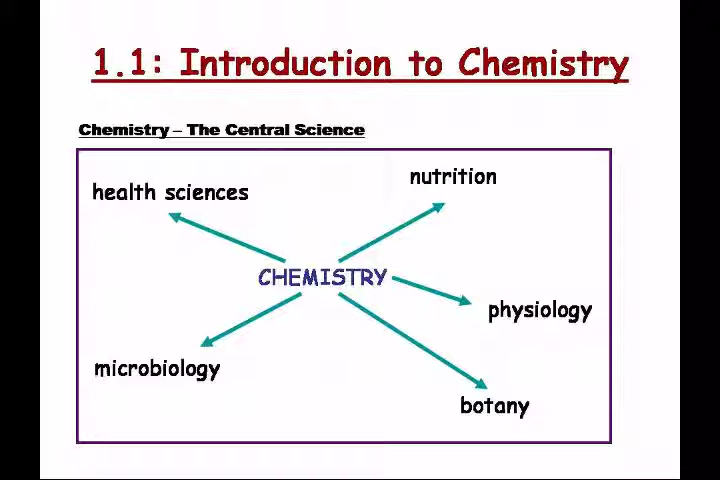 1.1: Introduction to Chemistry
Chemistry – The Central Science
health sciences
nutrition
CHEMISTRY
physiology
microbiology
botany